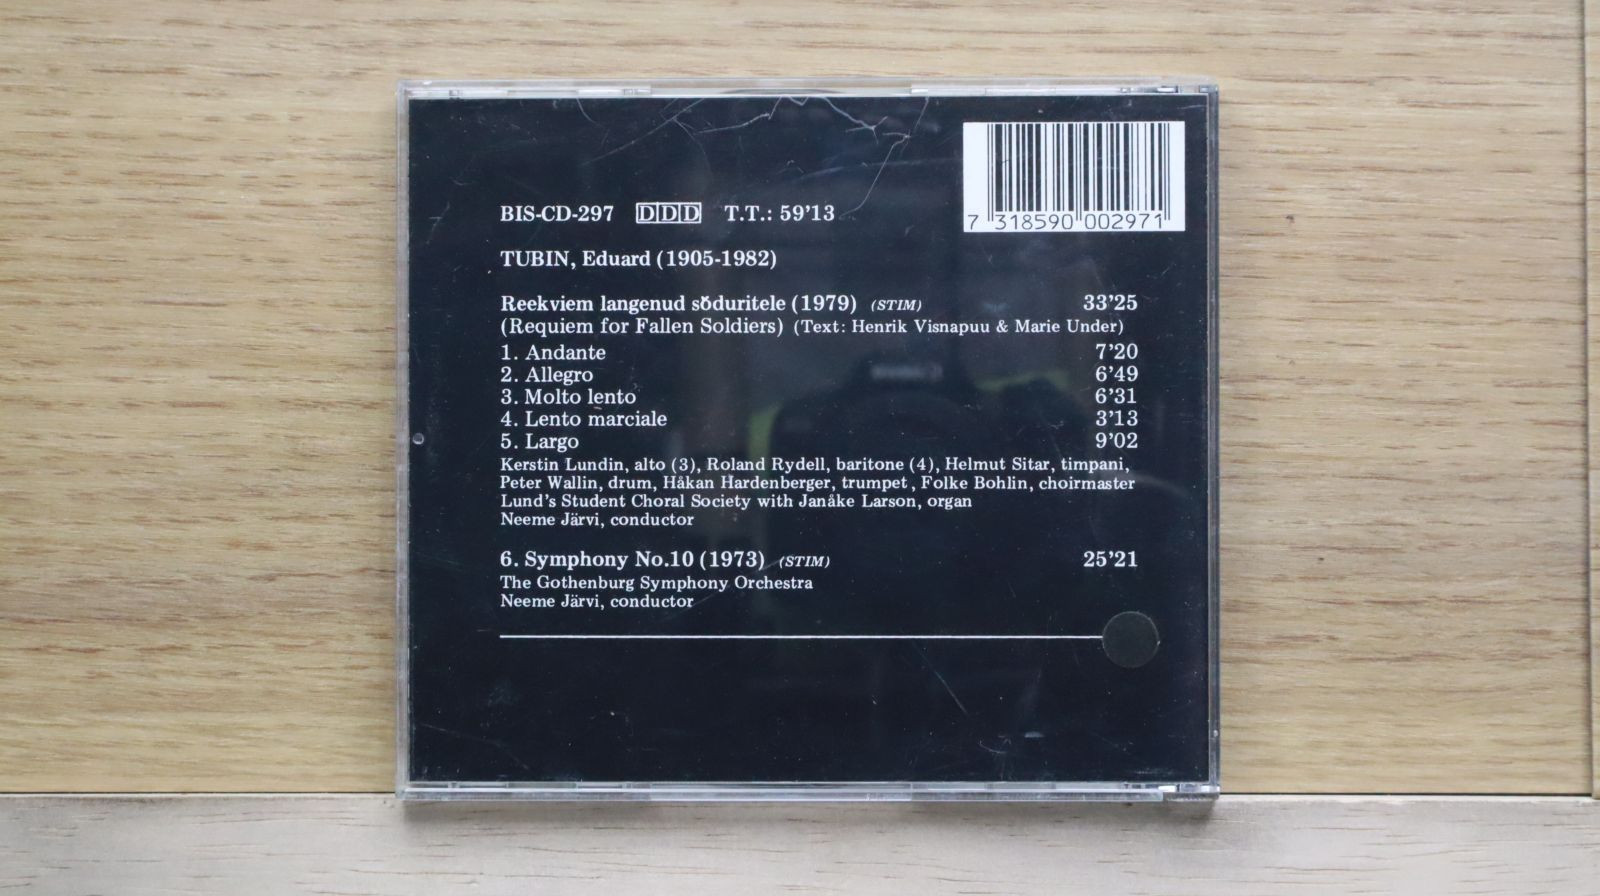 BIS-CD-297 DDD T.T.: 59'13
7 318590 002971
TUBIN, Eduard (1905-1982)
Reekviem langenud sõduritele (1979) (STIM) 33'25
(Requiem for Fallen Soldiers) (Text: Henrik Visnapuu & Marie Under)
1. Andante 7'20
2. Allegro 6'49
3. Molto lento 6'31
4. Lento marciale 3'13
5. Largo 9'02
Kerstin Lundin, alto (3), Roland Rydell, baritone (4), Helmut Sitar, timpani,
Peter Wallin, drum, Håkan Hardenberger, trumpet, Folke Bohlin, choirmaster
Lund's Student Choral Society with Janåke Larson, organ
Neeme Järvi, conductor
6. Symphony No.10 (1973) (STIM) 25'21
The Gothenburg Symphony Orchestra
Neeme Järvi, conductor